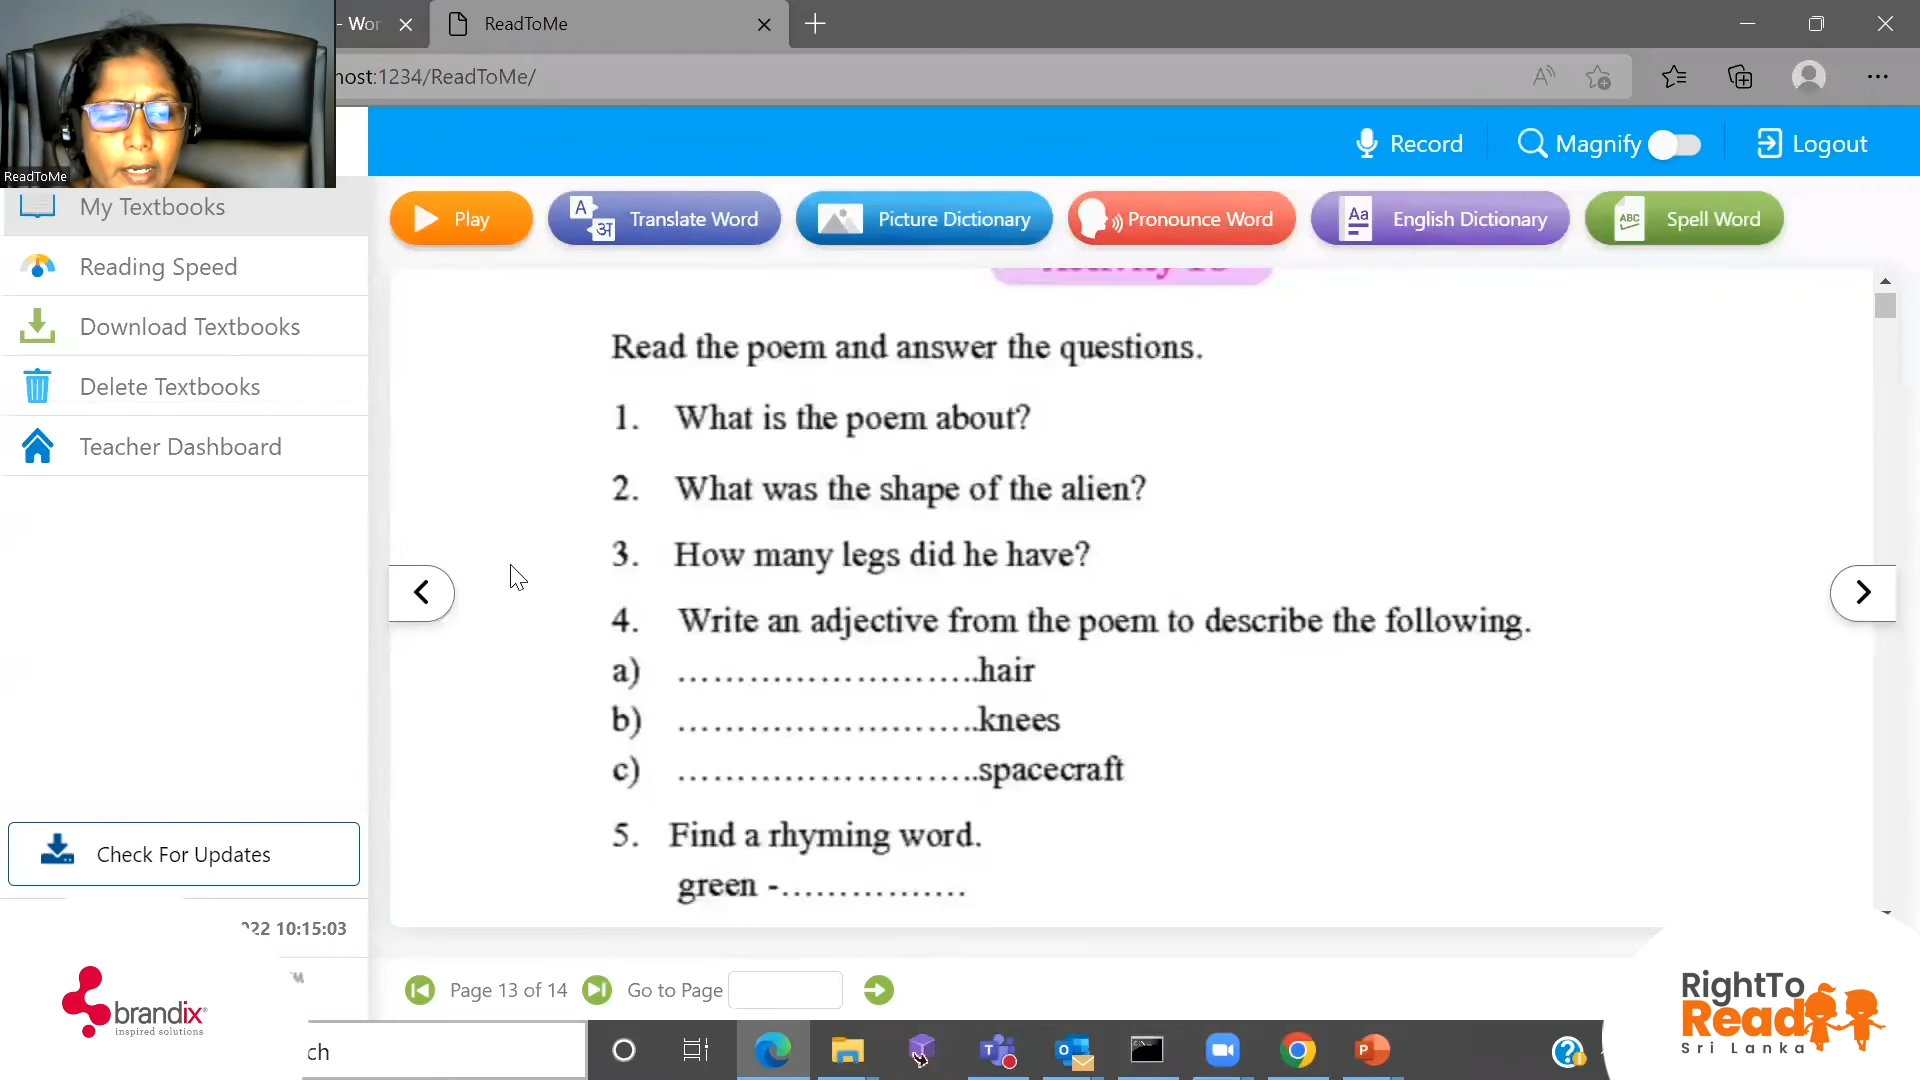 - Wor
ReadToMe
host:1234/ReadToMe/
ReadToMe
Record
Magnify
Logout
My Textbooks
Play
Translate Word
Picture Dictionary
Pronounce Word
English Dictionary
Spell Word
Reading Speed
Download Textbooks
Delete Textbooks
Teacher Dashboard
Read the poem and answer the questions.
1. What is the poem about?
2. What was the shape of the alien?
3. How many legs did he have?
4. Write an adjective from the poem to describe the following.
a) ..........................hair
b) ..........................knees
c) ..........................spacecraft
5. Find a rhyming word.
green -................
Check For Updates
022 10:15:03
Page 13 of 14
Go to Page
brandix
inspired solutions
RightTo
Read
Sri Lanka
ch